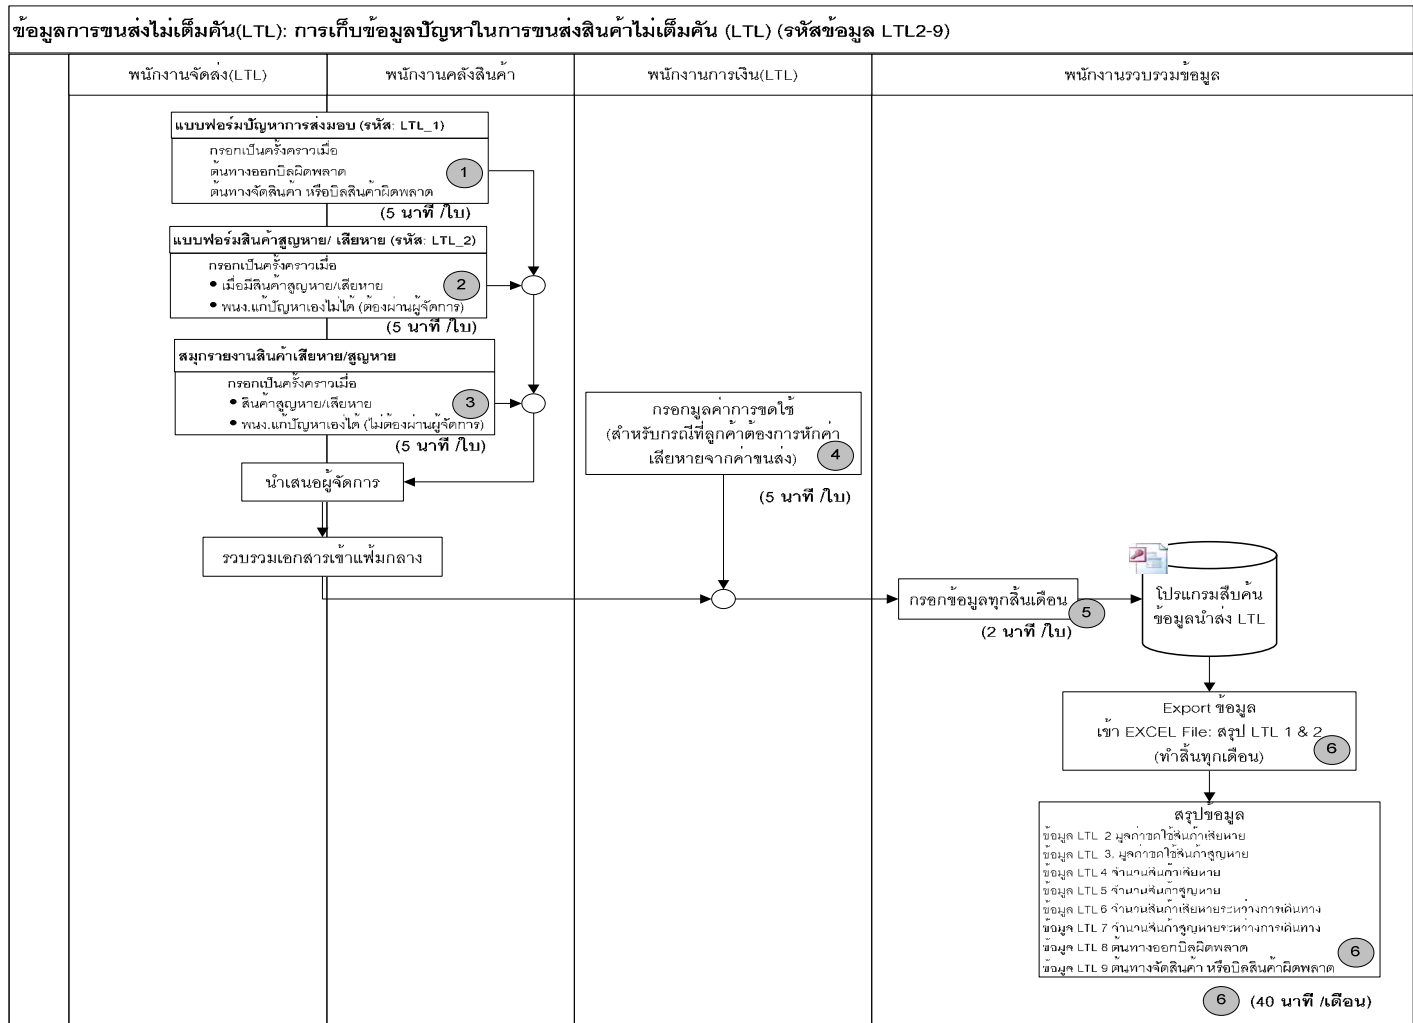 ข้อมูลการขนส่งไม่เต็มคัน(LTL): การเก็บข้อมูลปัญหาในการขนส่งสินค้าไม่เต็มคัน (LTL) (รหัสข้อมูล LTL2-9)
พนักงานจัดส่ง(LTL)
พนักงานคลังสินค้า
พนักงานการเงิน(LTL)
พนักงานรวบรวมข้อมูล
แบบฟอร์มปัญหาการส่งมอบ (รหัส: LTL_1)
กรอกเป็นครั้งคราวเมื่อ
ต้นทางออกบิลผิดพลาด
ต้นทางจัดสินค้า หรือบิลสินค้าผิดพลาด
1
(5 นาที /ใบ)
แบบฟอร์มสินค้าสูญหาย/ เสียหาย (รหัส: LTL_2)
กรอกเป็นครั้งคราวเมื่อ
• เมื่อมีสินค้าสูญหาย/เสียหาย
• พนง.แก้ปัญหาเองไม่ได้ (ต้องผ่านผู้จัดการ)
2
(5 นาที /ใบ)
สมุกรายงานสินค้าเสียหาย/สูญหาย
กรอกเป็นครั้งคราวเมื่อ
• สินค้าสูญหาย/เสียหาย
• พนง.แก้ปัญหาเองได้ (ไม่ต้องผ่านผู้จัดการ)
3
(5 นาที /ใบ)
นำเสนอผู้จัดการ
รวบรวมเอกสารเข้าแฟ้มกลาง
กรอกมูลค่าการชดใช้
(สำหรับกรณีที่ลูกค้าต้องการหักค่า
เสียหายจากค่าขนส่ง)
4
(5 นาที /ใบ)
กรอกข้อมูลทุกสิ้นเดือน
5
(2 นาที /ใบ)
โปรแกรมสืบค้น
ข้อมูลนำส่ง LTL
Export ข้อมูล
เข้า EXCEL File: สรุป LTL 1 & 2
(ทำสิ้นทุกเดือน)
6
สรุปข้อมูล
ข้อมูล LTL 2 มูลค่าชดใช้สินค้าเสียหาย
ข้อมูล LTL 3. มูลค่าชดใช้สินค้าสูญหาย
ข้อมูล LTL 4 จำนวนสินค้าเสียหาย
ข้อมูล LTL 5 จำนวนสินค้าสูญหาย
ข้อมูล LTL 6 จำนวนสินค้าเสียหายระหว่างการเดินทาง
ข้อมูล LTL 7 จำนวนสินค้าสูญหายระหว่างการเดินทาง
ข้อมูล LTL 8 ต้นทางออกบิลผิดพลาด
ข้อมูล LTL 9 ต้นทางจัดสินค้า หรือบิลสินค้าผิดพลาด
6
6 (40 นาที /เดือน)